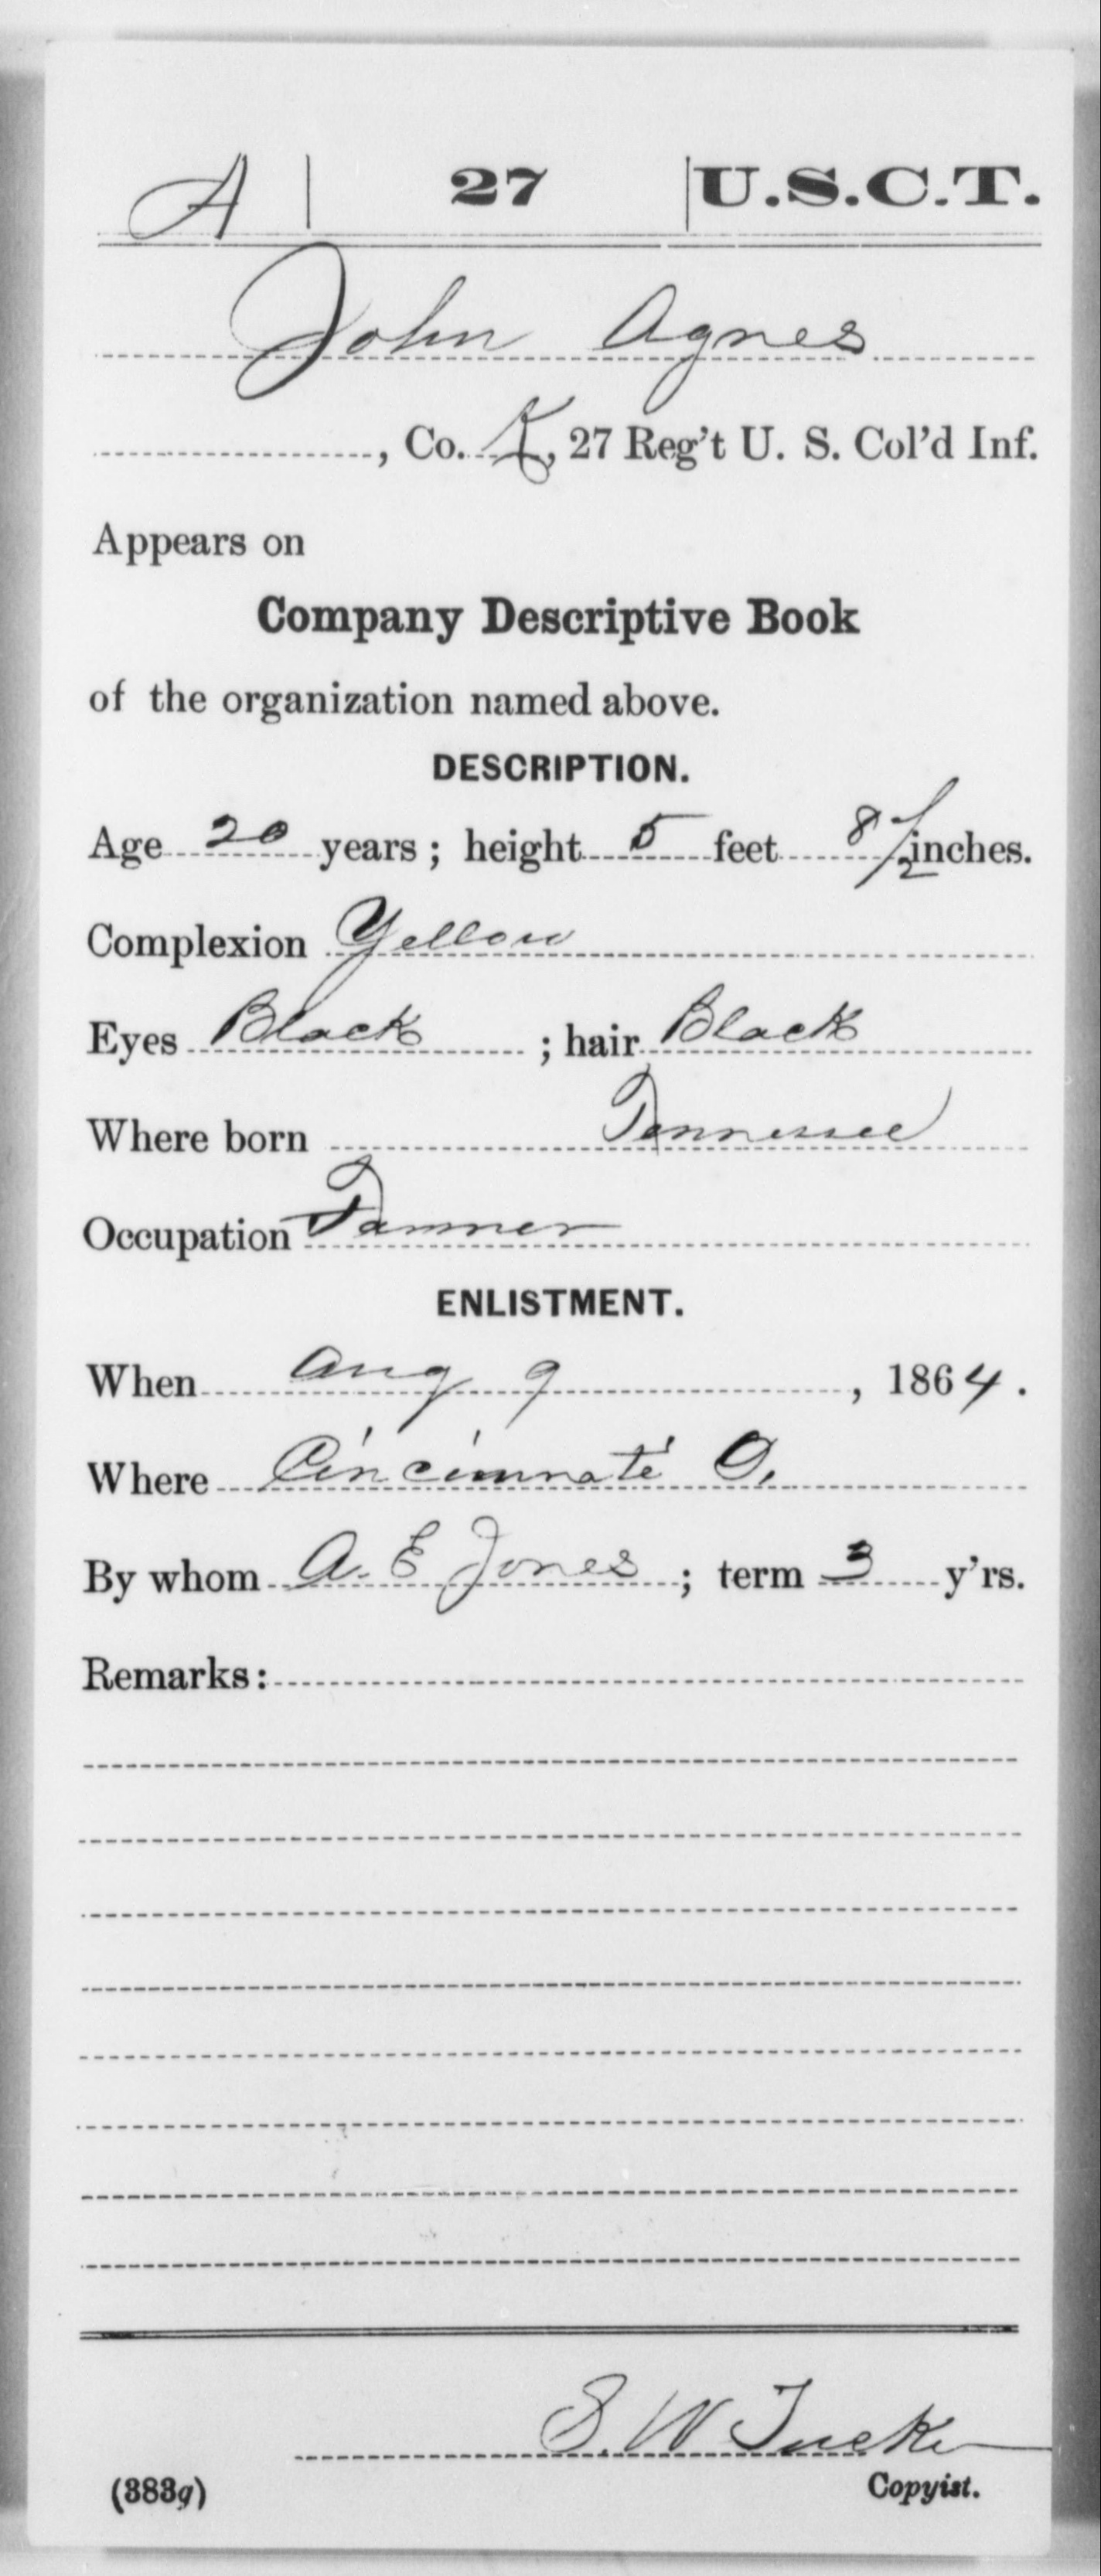 A | 27 | U.S.C.T.
John Agnes
, Co. K, 27 Reg't U. S. Col'd Inf.
Appears on
Company Descriptive Book
of the organization named above.
DESCRIPTION.
Age 20 years; height 5 feet 8 1/2 inches.
Complexion Yellow
Eyes Black ; hair Black
Where born Tennessee
Occupation Tanner
ENLISTMENT.
When Aug 9, 1864.
Where Cincinnati O.
By whom A. E Jones; term 3 y'rs.
Remarks:
S. W Tucker
(383g) Copyist.